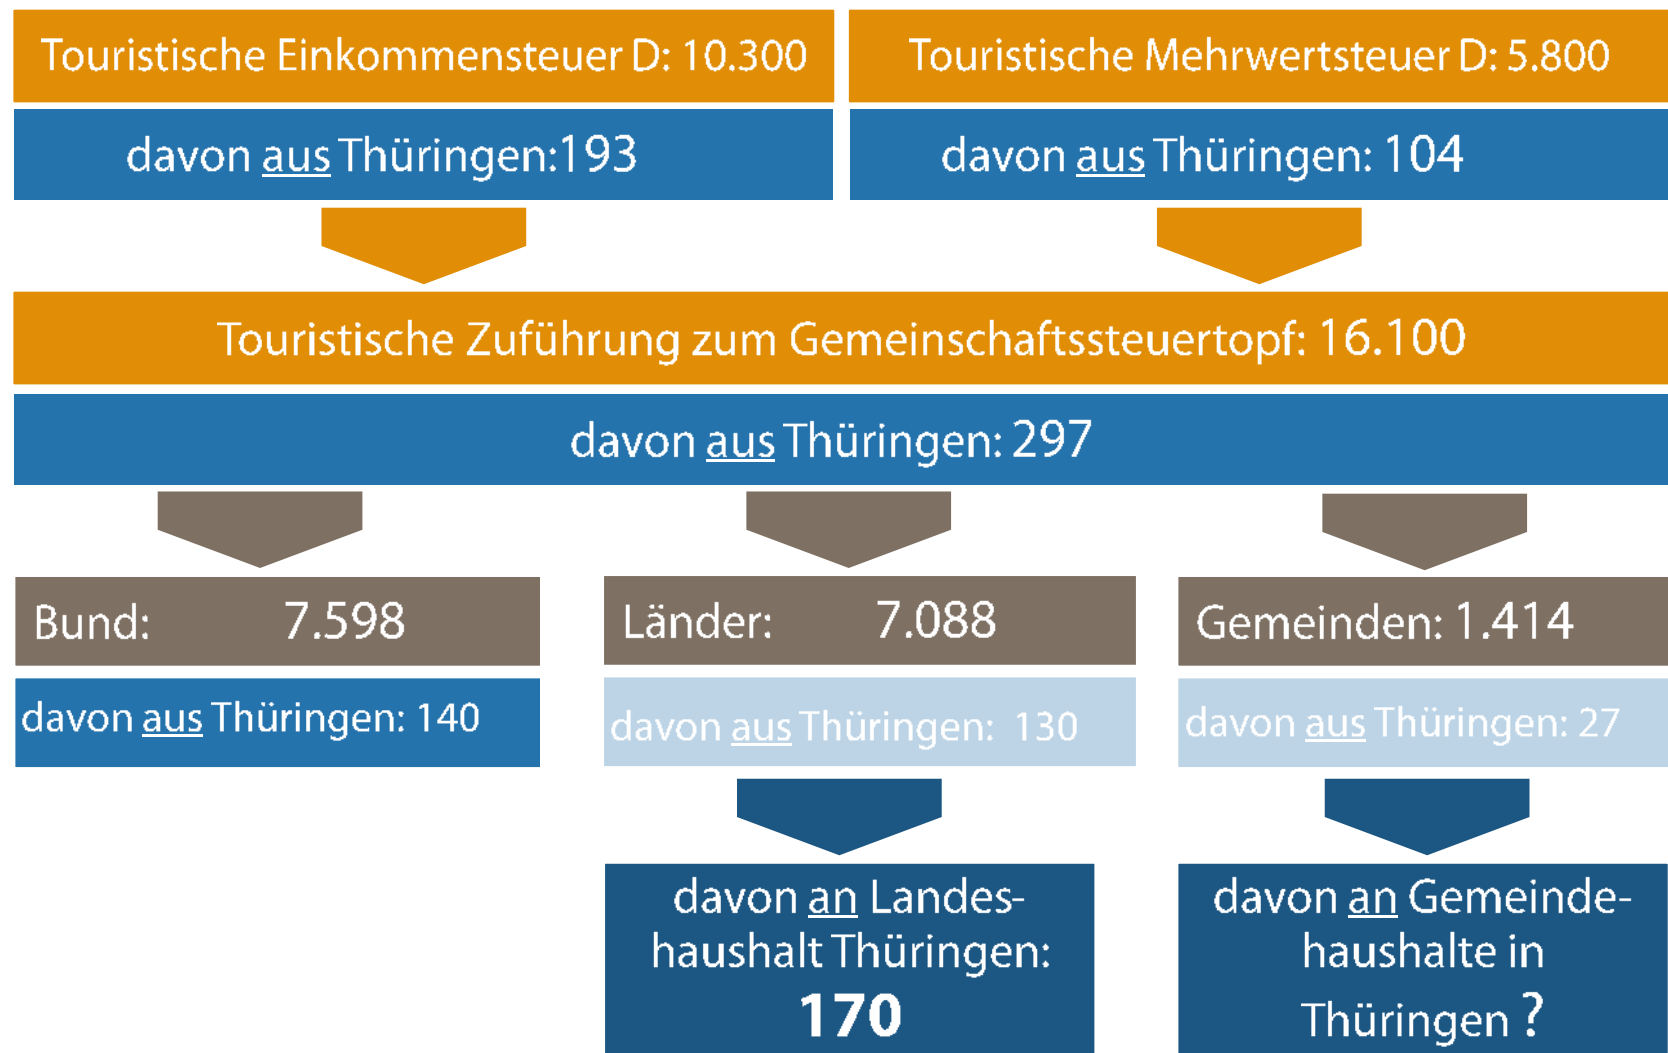 Touristische Einkommensteuer D: 10.300
Touristische Mehrwertsteuer D: 5.800
davon aus Thüringen:193
davon aus Thüringen: 104
Touristische Zuführung zum Gemeinschaftssteuertopf: 16.100
davon aus Thüringen: 297
Bund: 7.598
Länder: 7.088
Gemeinden: 1.414
davon aus Thüringen: 140
davon aus Thüringen: 130
davon aus Thüringen: 27
davon an Landes-
haushalt Thüringen:
170
davon an Gemeinde-
haushalte in
Thüringen ?